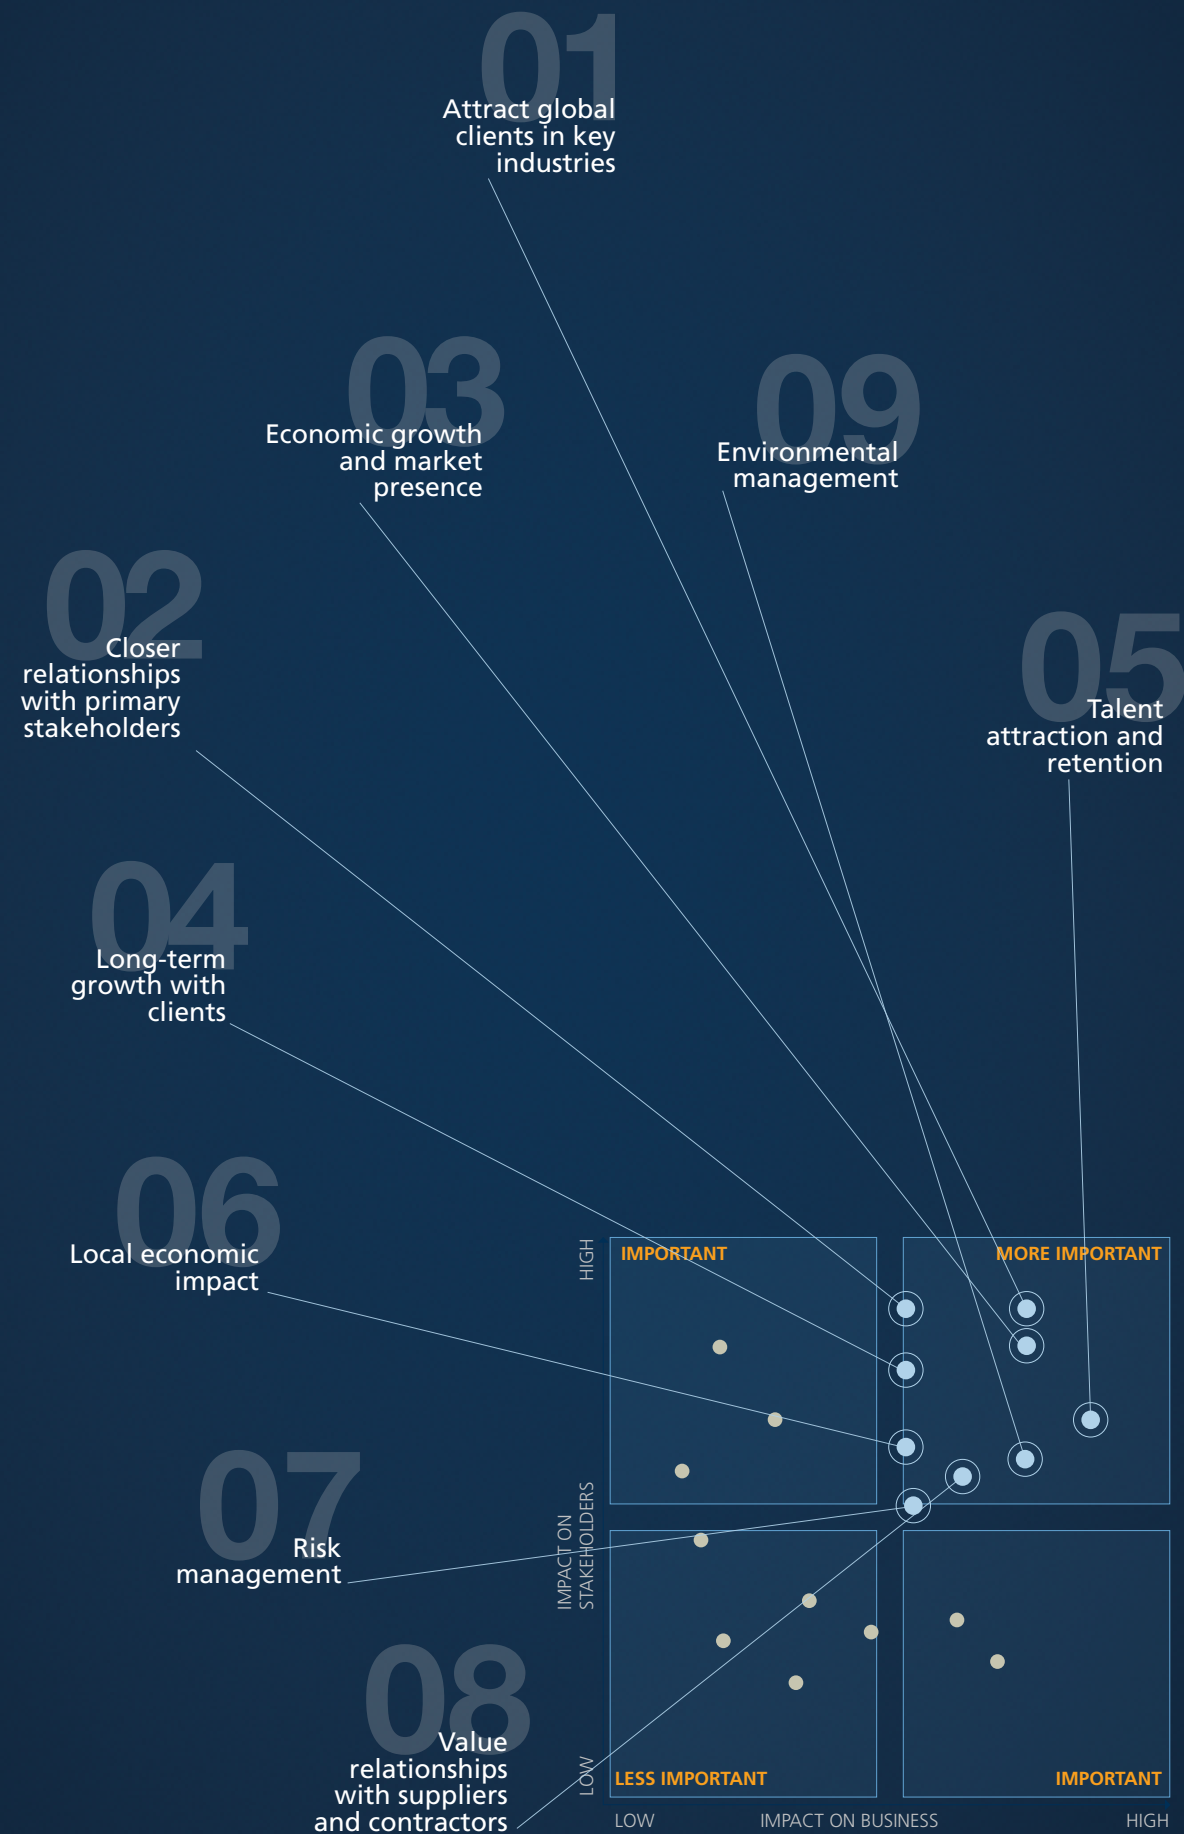 01
Attract global
clients in key
industries
03
Economic growth
and market
presence
09
Environmental
management
02
Closer
relationships
with primary
stakeholders
05
Talent
attraction and
retention
04
Long-term
growth with
clients
06
Local economic
impact
07
Risk
management
08
Value
relationships
with suppliers
and contractors
HIGH
IMPACT ON
STAKEHOLDERS
LOW
IMPORTANT
MORE IMPORTANT
LESS IMPORTANT
IMPORTANT
LOW
IMPACT ON BUSINESS
HIGH